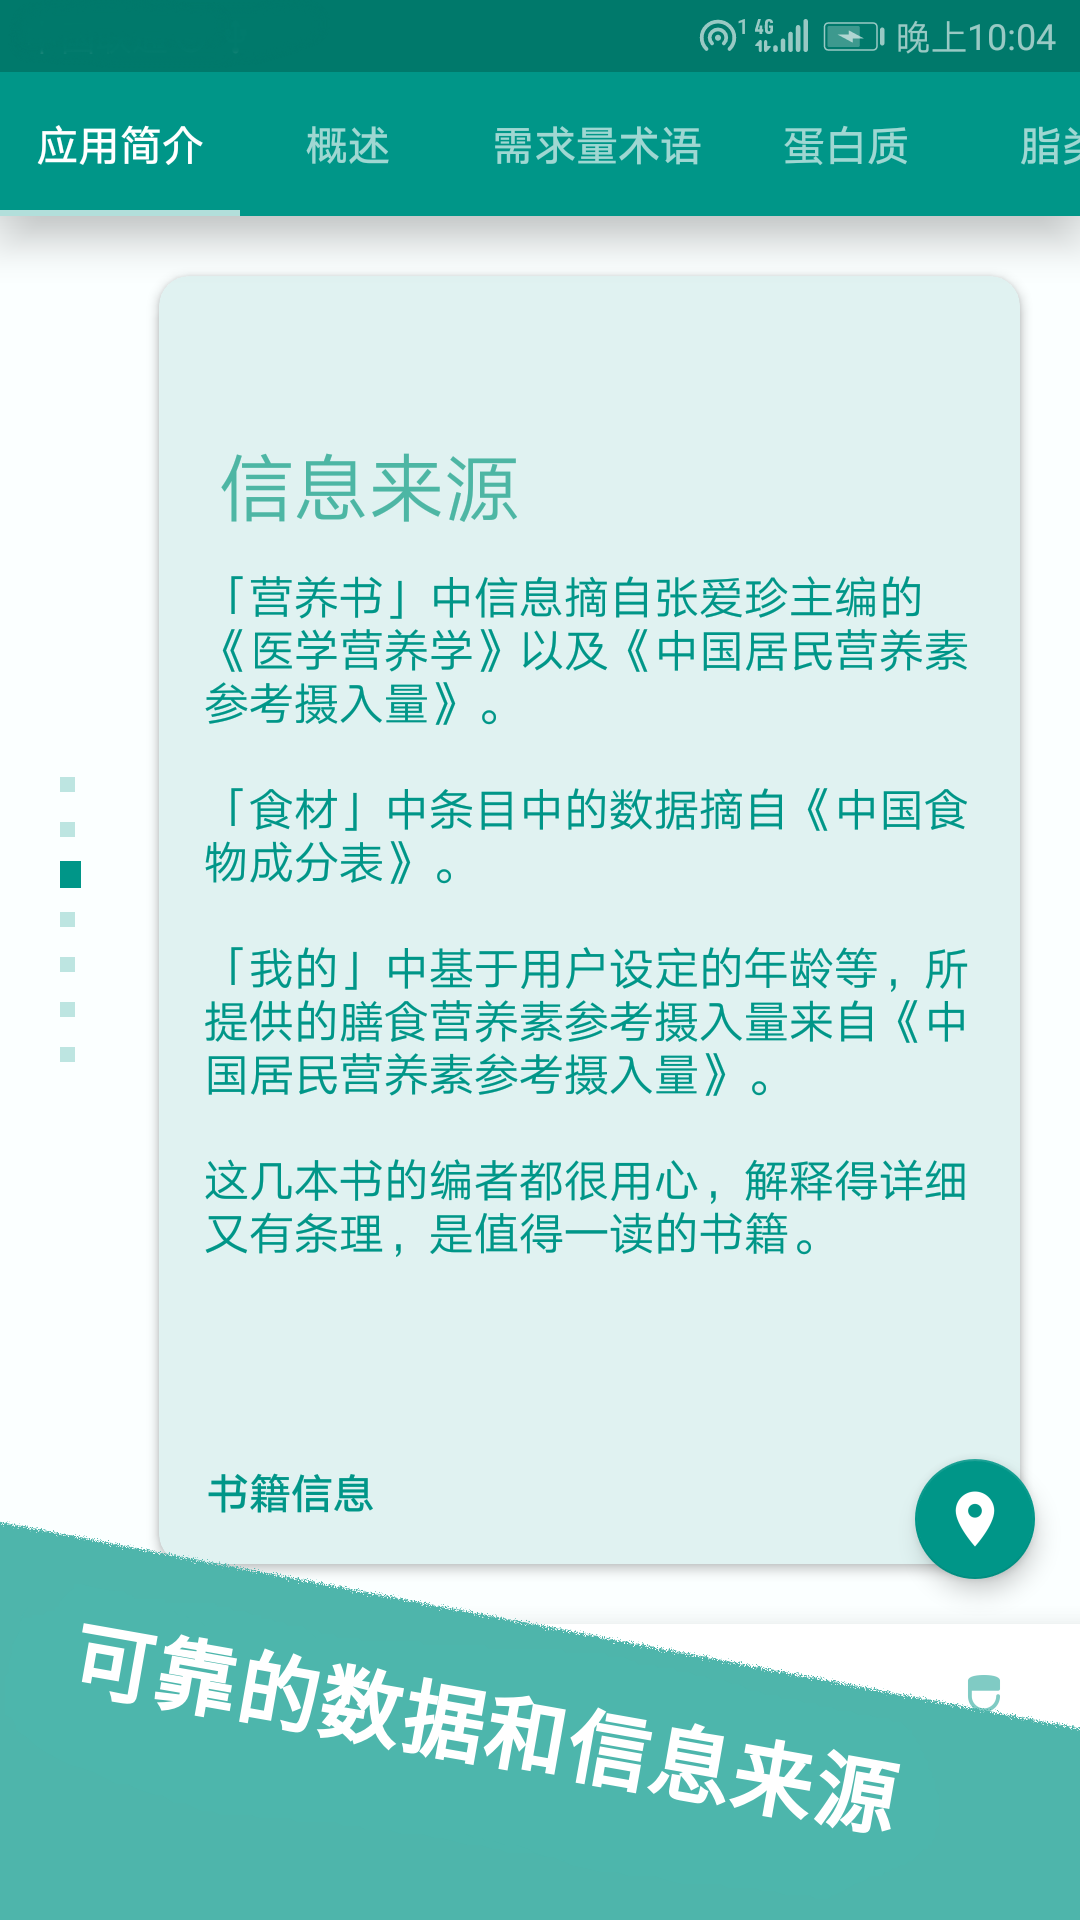 1 4G 晚上10:04
应用简介 概述 需求量术语 蛋白质 脂类
信息来源
「营养书」中信息摘自张爱珍主编的
《医学营养学》以及《中国居民营养素
参考摄入量》。
「食材」中条目中的数据摘自《中国食
物成分表》。
「我的」中基于用户设定的年龄等，所
提供的膳食营养素参考摄入量来自《中
国居民营养素参考摄入量》。
这几本书的编者都很用心，解释得详细
又有条理，是值得一读的书籍。
书籍信息
可靠的数据和信息来源